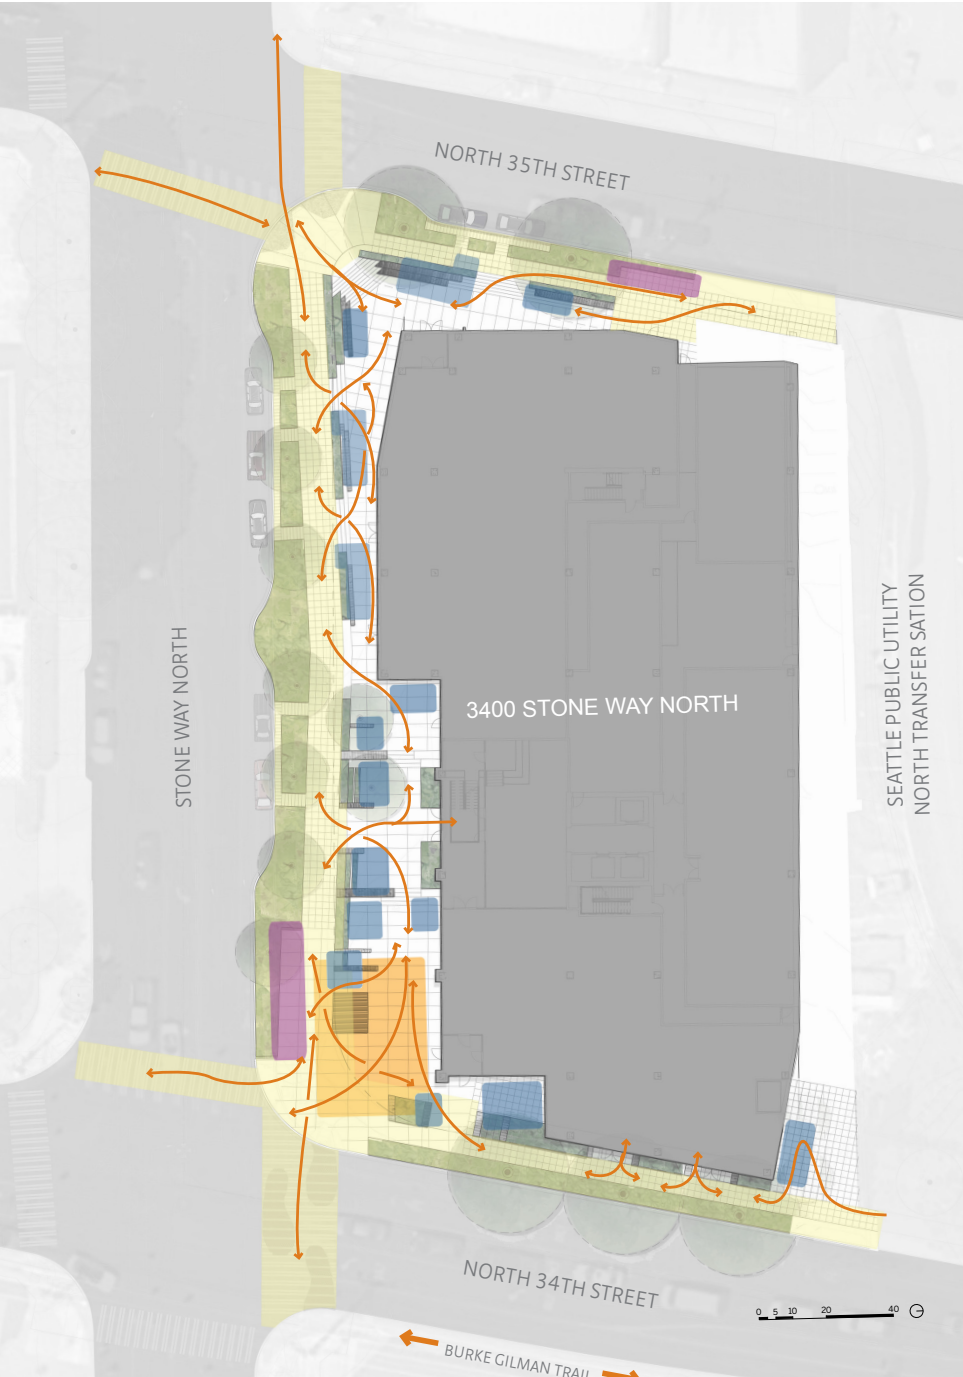 NORTH 35TH STREET
STONE WAY NORTH
3400 STONE WAY NORTH
SEATTLE PUBLIC UTILITY
NORTH TRANSFER SATION
NORTH 34TH STREET
0 5 10 20 40
BURKE GILMAN TRAIL